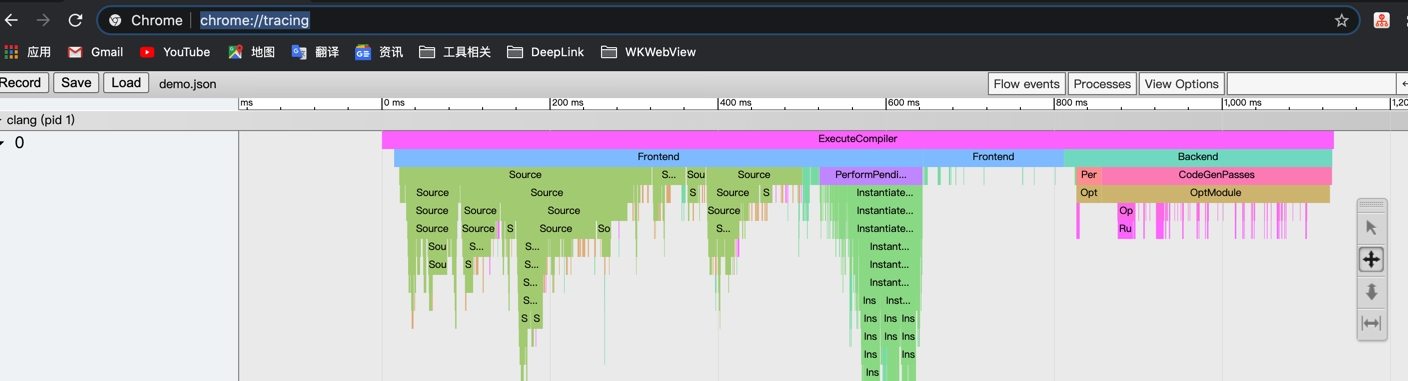 Chrome | chrome://tracing
应用 Gmail YouTube 地图 翻译 资讯 工具相关 DeepLink WKWebView
Record Save Load demo.json Flow events Processes View Options
ms 0 ms 200 ms 400 ms 600 ms 800 ms 1,000 ms 1,20
clang (pid 1)
0 ExecuteCompiler
Frontend Frontend Backend
Source S... Sou Source PerformPendi... Per CodeGenPasses
Source Source S Source S Instantiate... Opt OptModule
Source Source Source Source Instantiate... Op
Source Source S Source So S... Instantiate... Ru
Sou S... S... Instant...
Sou S S... Instant...
S... Instant...
S... Ins Inst...
S S Ins Ins Ins
Ins Ins Ins
Ins Ins
Ins